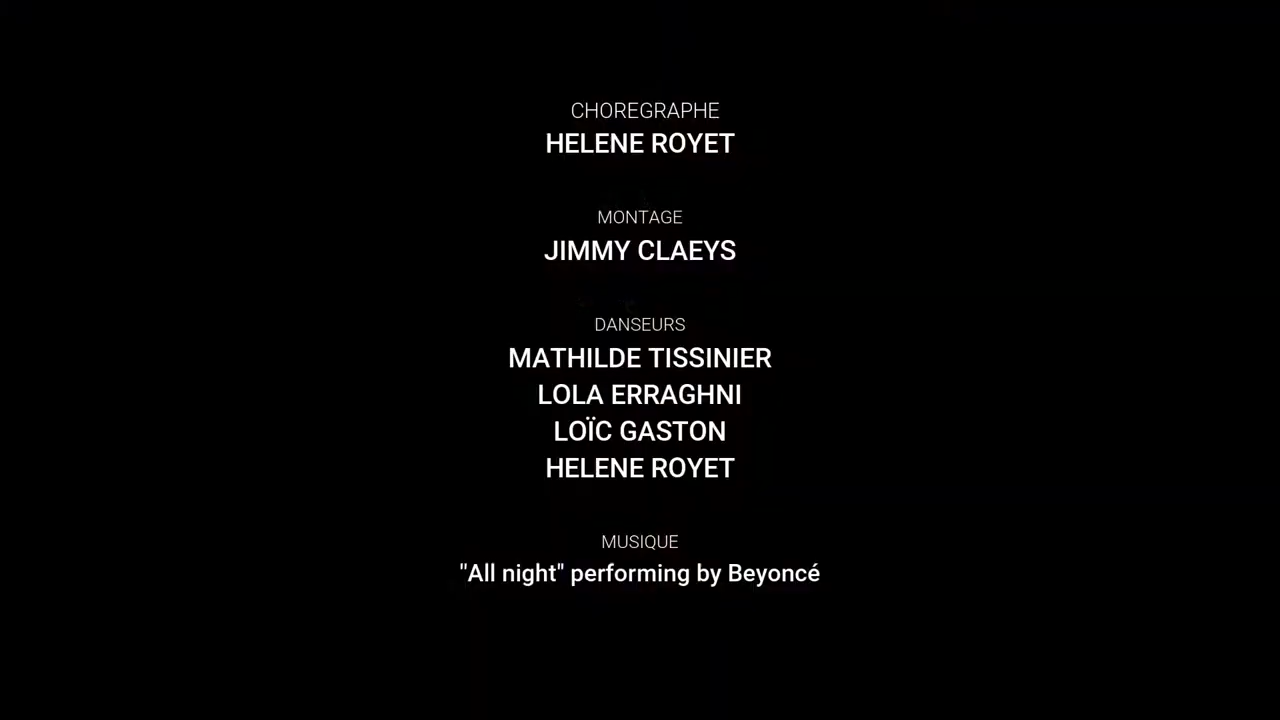 CHOREGRAPHE
HELENE ROYET
MONTAGE
JIMMY CLAEYS
DANSEURS
MATHILDE TISSINIER
LOLA ERRAGHNI
LOÏC GASTON
HELENE ROYET
MUSIQUE
"All night" performing by Beyoncé